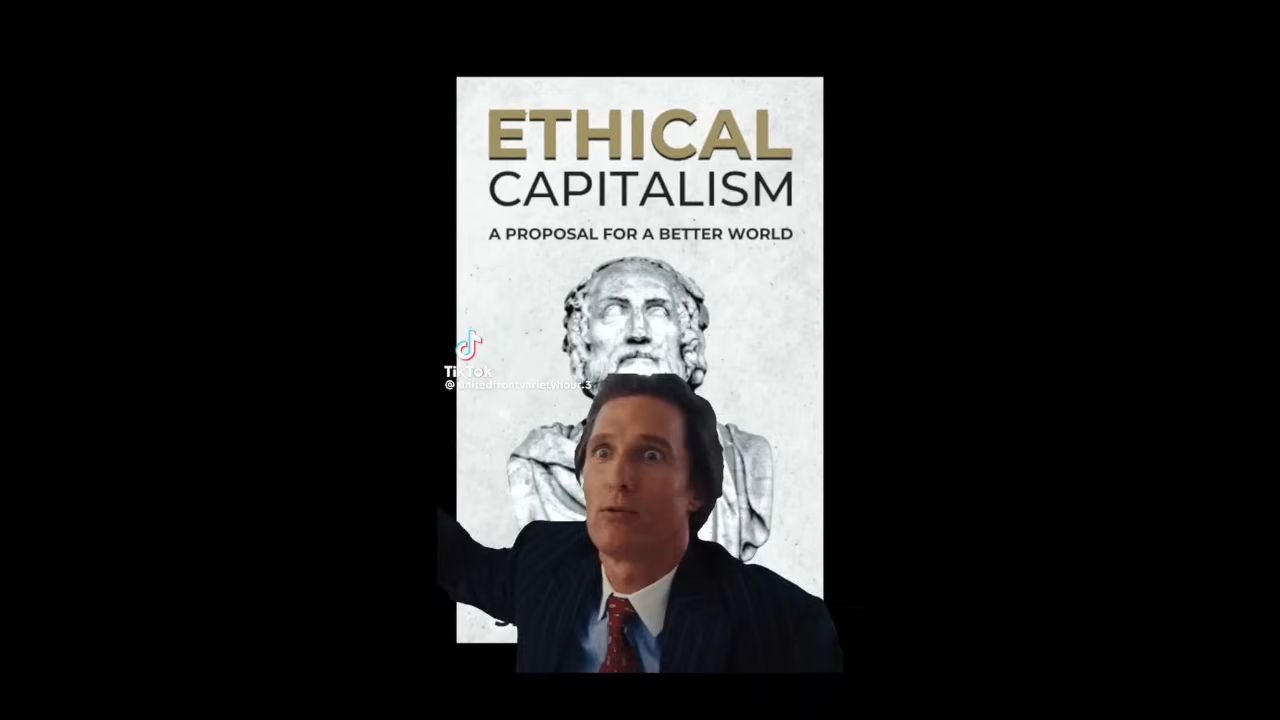 ETHICAL
CAPITALISM
A PROPOSAL FOR A BETTER WORLD
TikTok